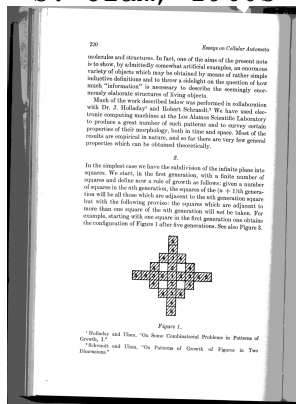 220
Essays on Cellular Automata
molecules and structures. In fact, one of the aims of the present note
is to show, by admittedly somewhat artificial examples, an enormous
variety of objects which may be obtained by means of rather simple
inductive definitions and to throw a sidelight on the question of how
much "information" is necessary to describe the seemingly enor-
mously elaborate structures of living objects.
Much of the work described below was performed in collaboration
with Dr. J. Holladay¹ and Robert Schrandt.² We have used elec-
tronic computing machines at the Los Alamos Scientific Laboratory
to produce a great number of such patterns and to survey certain
properties of their morphology, both in time and space. Most of the
results are empirical in nature, and so far there are very few general
properties which can be obtained theoretically.
2.
In the simplest case we have the subdivision of the infinite plane into
squares. We start, in the first generation, with a finite number of
squares and define now a rule of growth as follows: given a number
of squares in the nth generation, the squares of the (n + 1)th genera-
tion will be all those which are adjacent to the nth generation square
but with the following proviso: the squares which are adjacent to
more than one square of the nth generation will not be taken. For
example, starting with one square in the first generation one obtains
the configuration of Figure 1 after five generations. See also Figure 3.
Figure 1.
¹ Holladay and Ulam, "On Some Combinatorial Problems in Patterns of
Growth, I."
² Schrandt and Ulam, "On Patterns of Growth of Figures in Two
Dimensions."